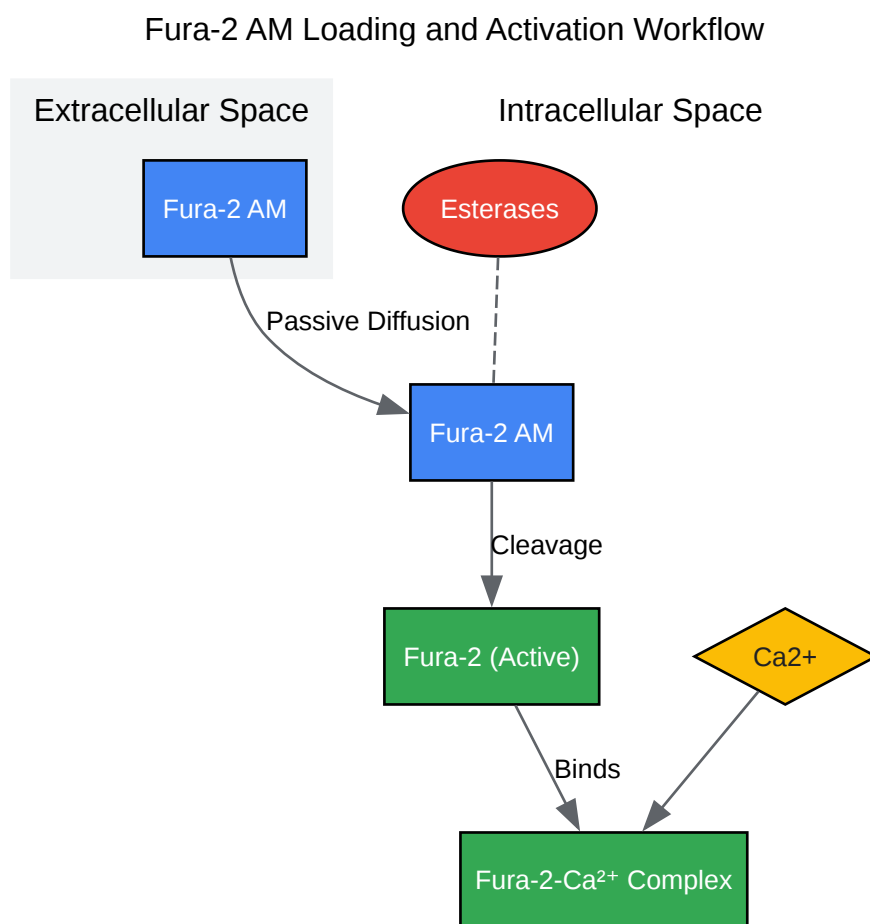 Fura-2 AM Loading and Activation Workflow
Extracellular Space
Intracellular Space
Fura-2 AM
Esterases
Passive Diffusion
Fura-2 AM
Cleavage
Fura-2 (Active)
Ca2+
Binds
Fura-2-Ca²⁺ Complex